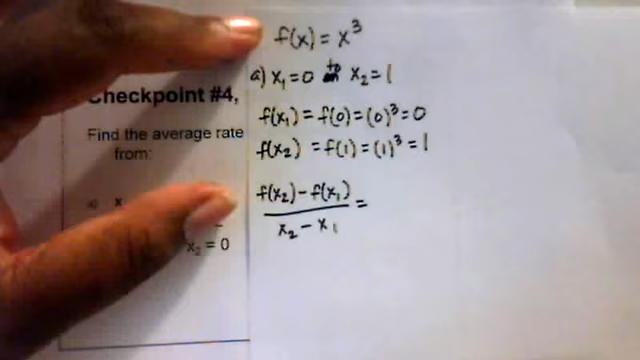 f(x) = x³
a) x₁ = 0 to x₂ = 1
Checkpoint #4,
f(x₁) = f(0) = (0)³ = 0
Find the average rate
f(x₂) = f(1) = (1)³ = 1
from:
f(x₂) − f(x₁)
x₂ − x₁
=
a) x
x₂ = 0